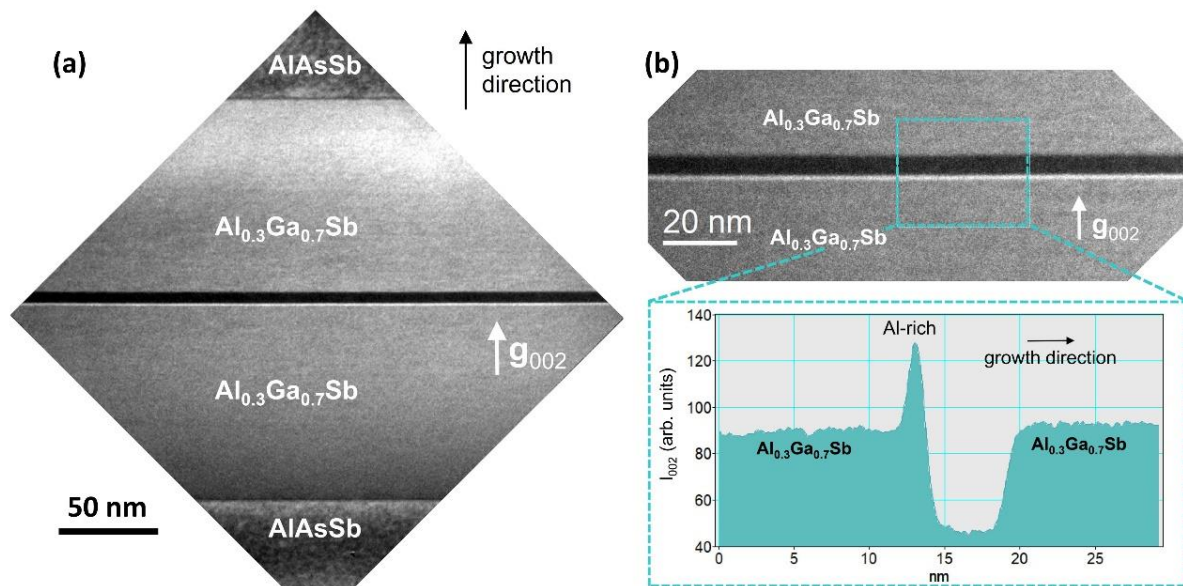 (a)
AlAsSb
growth
direction
Al0.3Ga0.7Sb
g002
Al0.3Ga0.7Sb
50 nm
AlAsSb
(b)
Al0.3Ga0.7Sb
20 nm
Al0.3Ga0.7Sb
g002
140
120
100
80
60
40
I002 (arb. units)
Al-rich
growth direction
Al0.3Ga0.7Sb
Al0.3Ga0.7Sb
0 5 10 15 20 25
nm